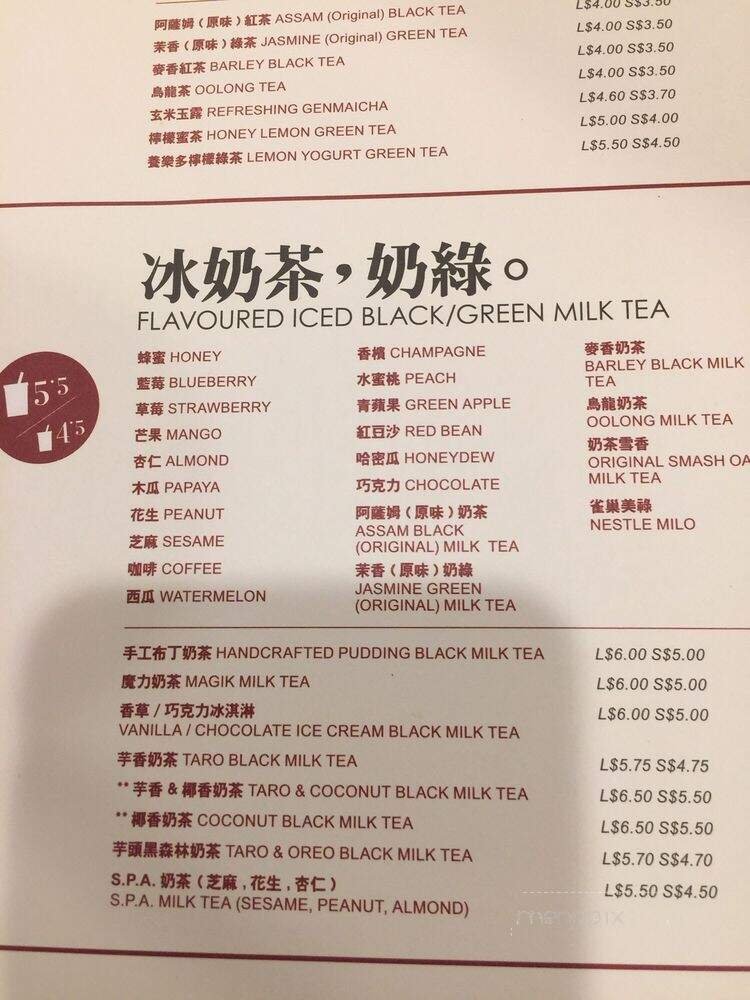 L$4.00 S$3.50
阿薩姆（原味）紅茶 ASSAM (Original) BLACK TEA L$4.00 S$3.50
茉香（原味）綠茶 JASMINE (Original) GREEN TEA L$4.00 S$3.50
麥香紅茶 BARLEY BLACK TEA L$4.00 S$3.50
烏龍茶 OOLONG TEA L$4.60 S$3.70
玄米玉露 REFRESHING GENMAICHA L$5.00 S$4.00
檸檬蜜茶 HONEY LEMON GREEN TEA L$5.50 S$4.50
養樂多檸檬綠茶 LEMON YOGURT GREEN TEA
冰奶茶，奶綠。
FLAVOURED ICED BLACK/GREEN MILK TEA
5.5
4.5
蜂蜜 HONEY
藍莓 BLUEBERRY
草莓 STRAWBERRY
芒果 MANGO
杏仁 ALMOND
木瓜 PAPAYA
花生 PEANUT
芝麻 SESAME
咖啡 COFFEE
西瓜 WATERMELON
香檳 CHAMPAGNE
水蜜桃 PEACH
青蘋果 GREEN APPLE
紅豆沙 RED BEAN
哈密瓜 HONEYDEW
巧克力 CHOCOLATE
阿薩姆（原味）奶茶
ASSAM BLACK
(ORIGINAL) MILK TEA
茉香（原味）奶綠
JASMINE GREEN
(ORIGINAL) MILK TEA
麥香奶茶
BARLEY BLACK MILK
TEA
烏龍奶茶
OOLONG MILK TEA
奶茶雪香
ORIGINAL SMASH OA
MILK TEA
雀巢美祿
NESTLE MILO
手工布丁奶茶 HANDCRAFTED PUDDING BLACK MILK TEA L$6.00 S$5.00
魔力奶茶 MAGIK MILK TEA L$6.00 S$5.00
香草 / 巧克力冰淇淋 L$6.00 S$5.00
VANILLA / CHOCOLATE ICE CREAM BLACK MILK TEA
芋香奶茶 TARO BLACK MILK TEA L$5.75 S$4.75
** 芋香 & 椰香奶茶 TARO & COCONUT BLACK MILK TEA L$6.50 S$5.50
** 椰香奶茶 COCONUT BLACK MILK TEA L$6.50 S$5.50
芋頭黑森林奶茶 TARO & OREO BLACK MILK TEA L$5.70 S$4.70
S.P.A. 奶茶（芝麻 , 花生 , 杏仁） L$5.50 S$4.50
S.P.A. MILK TEA (SESAME, PEANUT, ALMOND)
menupix